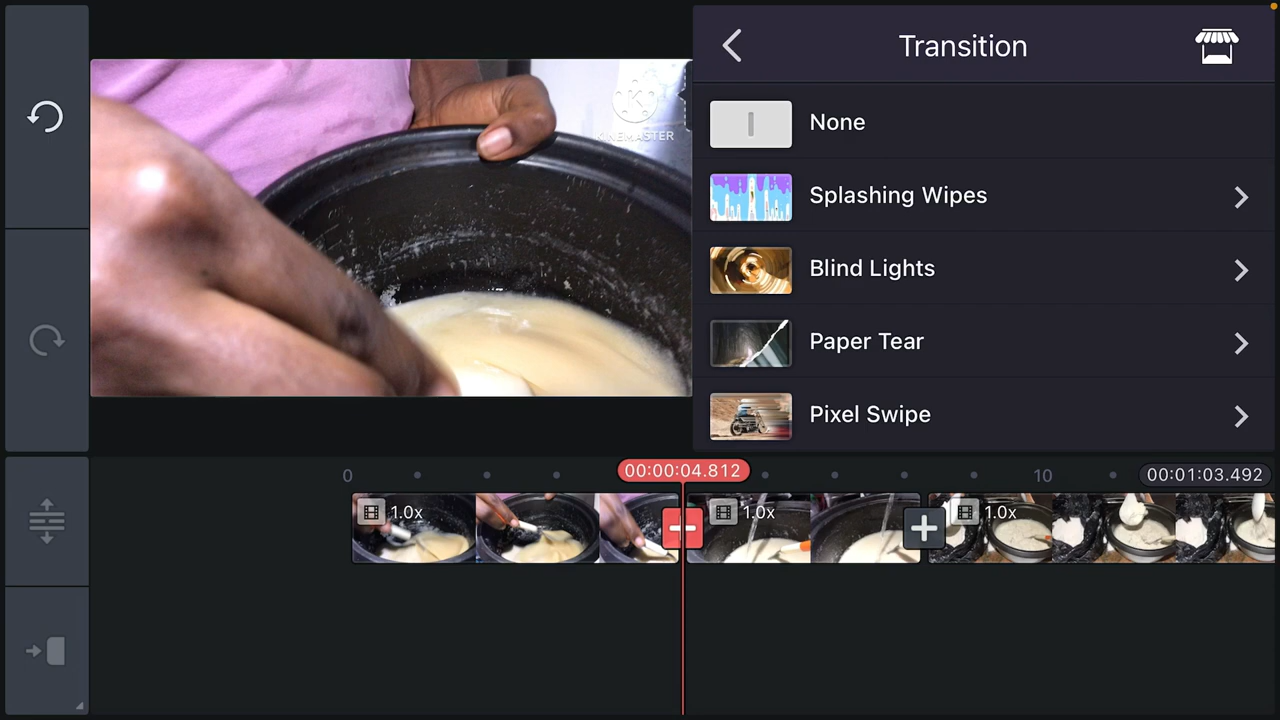 Transition
None
Splashing Wipes
Blind Lights
Paper Tear
Pixel Swipe
KINEMASTER
0
00:00:04.812
10
00:01:03.492
1.0x
1.0x
1.0x